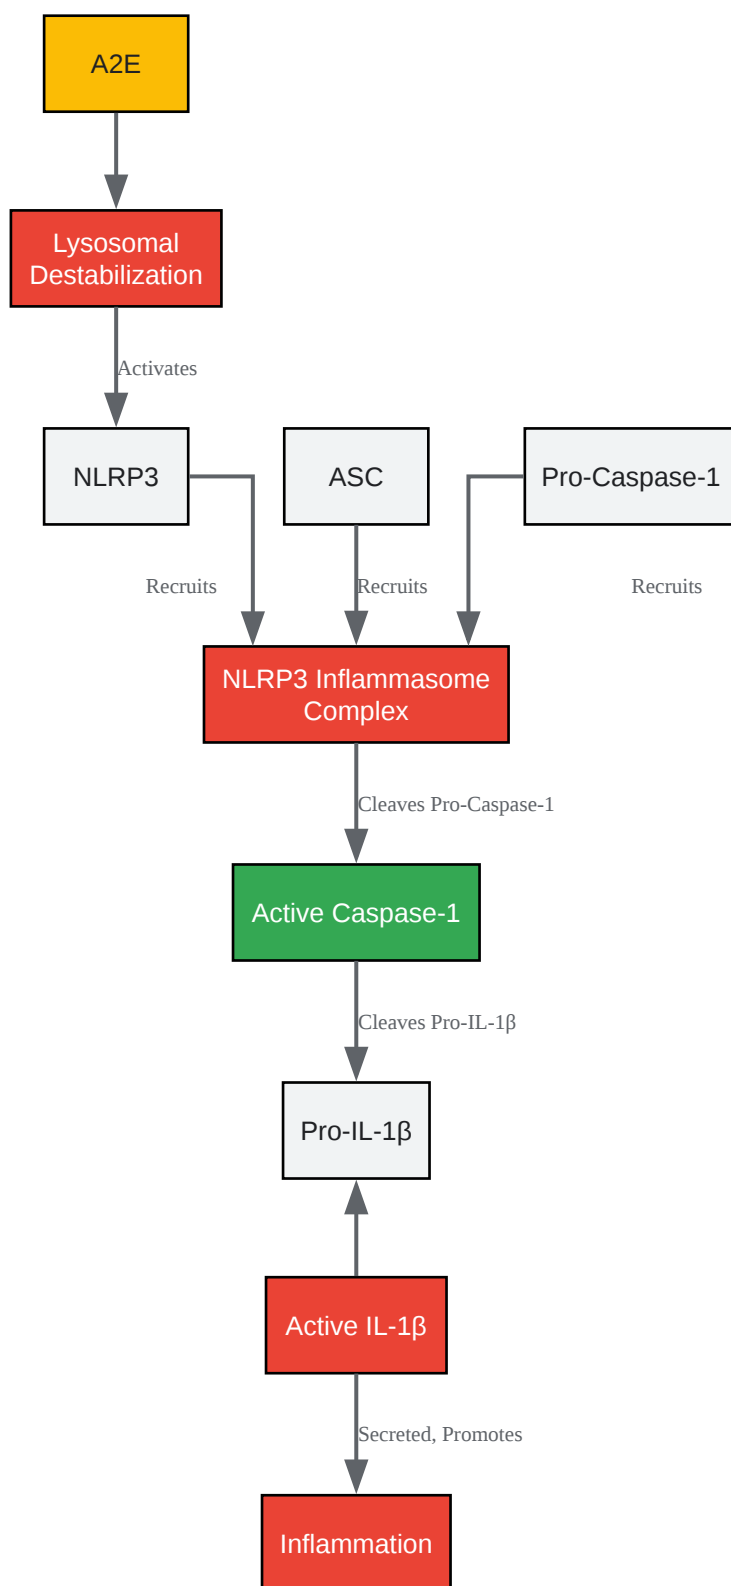 A2E
Lysosomal
Destabilization
Activates
NLRP3
ASC
Pro-Caspase-1
Recruits
Recruits
Recruits
NLRP3 Inflammasome
Complex
Cleaves Pro-Caspase-1
Active Caspase-1
Cleaves Pro-IL-1β
Pro-IL-1β
Active IL-1β
Secreted, Promotes
Inflammation